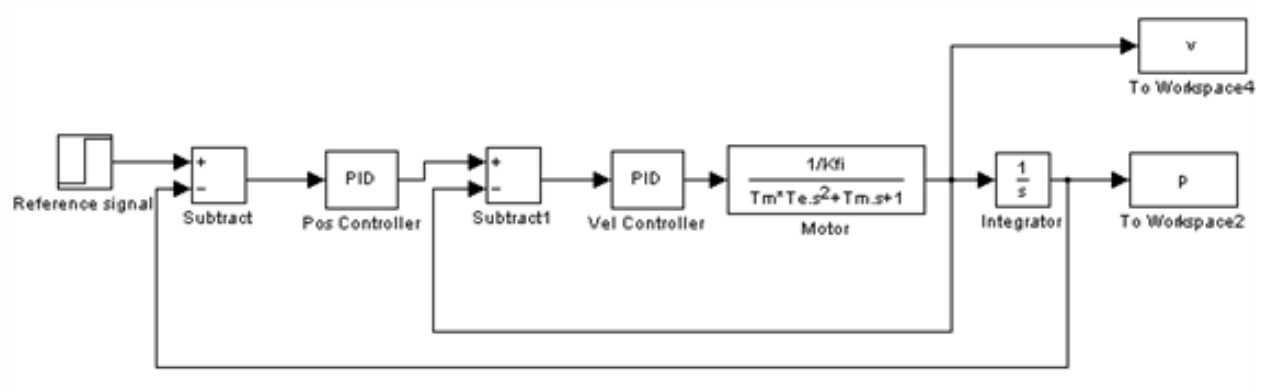 v
To Workspace4
Reference signal
+
−
Subtract
PID
Pos Controller
+
−
Subtract1
PID
Vel Controller
1/Kfi
Tm*Te.s2+Tm.s+1
Motor
1
s
Integrator
p
To Workspace2